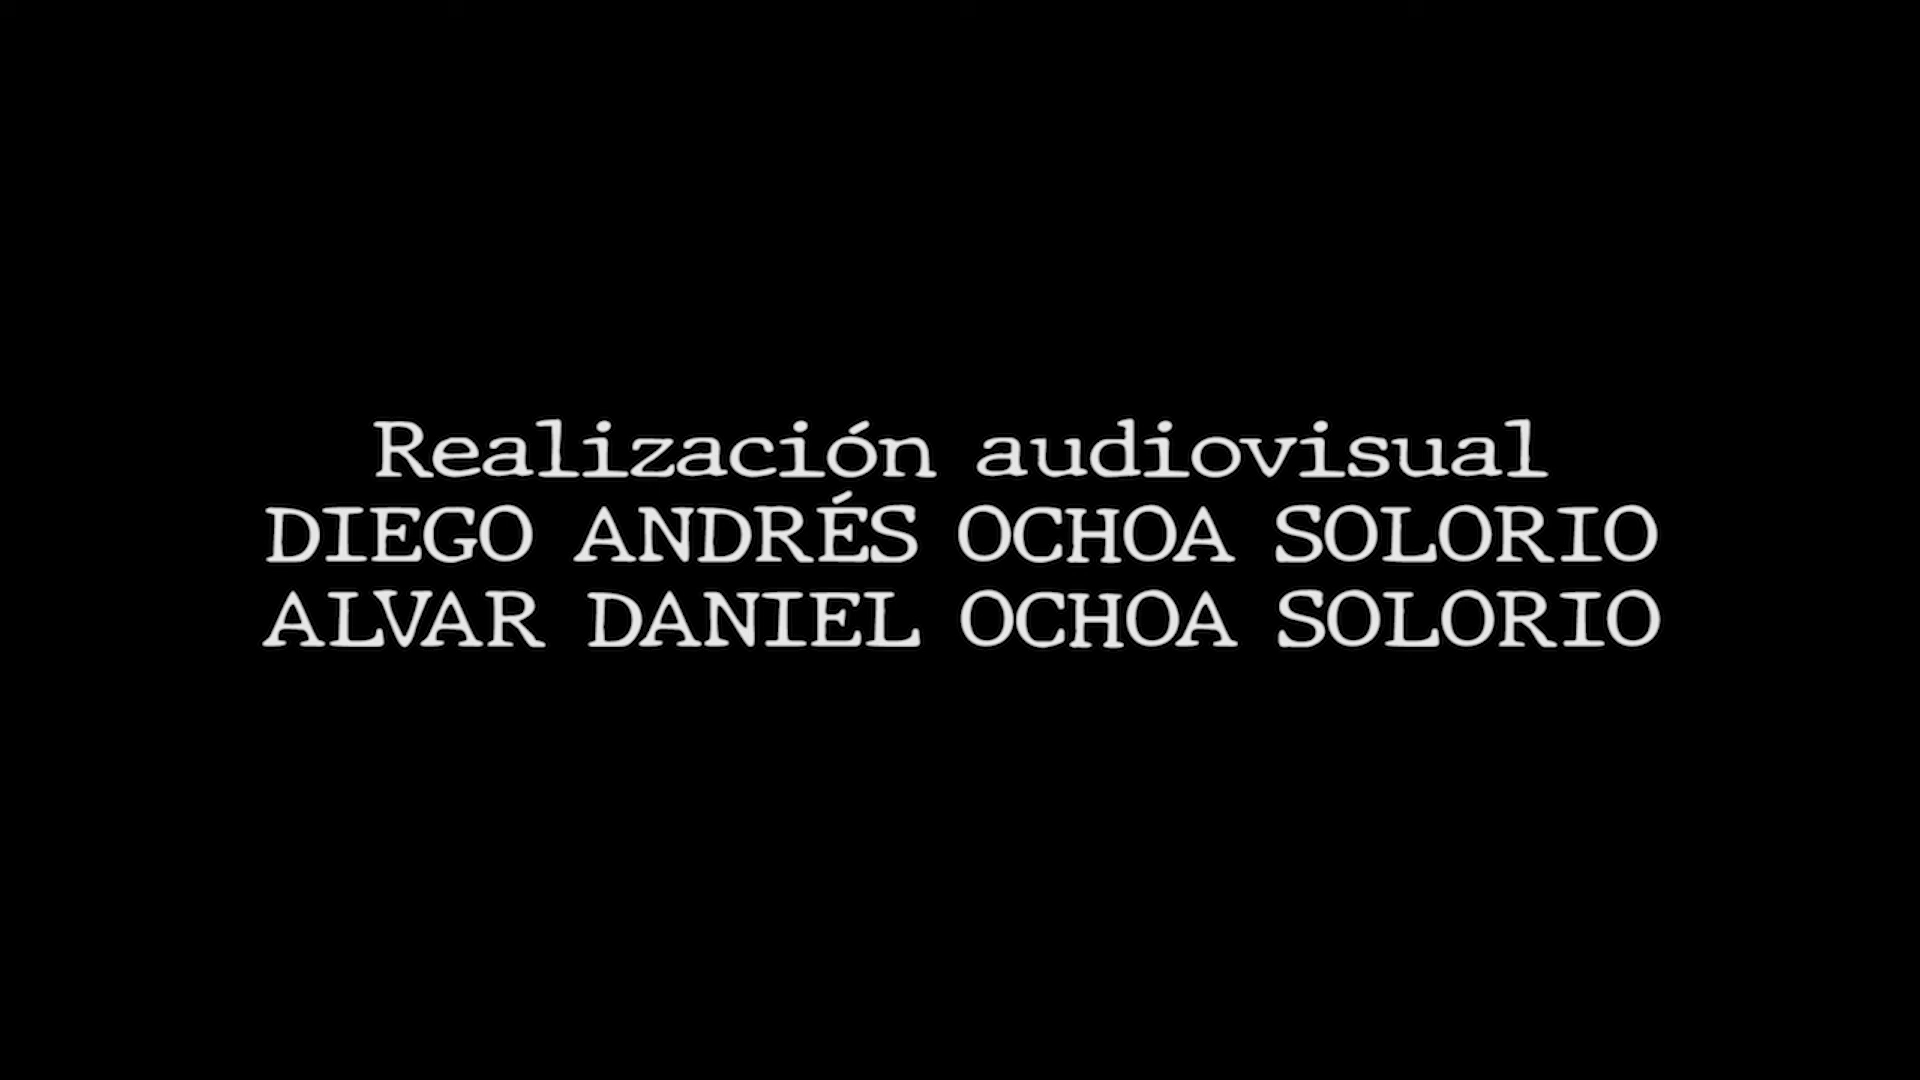 Realización audiovisual
DIEGO ANDRÉS OCHOA SOLORIO
ALVAR DANIEL OCHOA SOLORIO